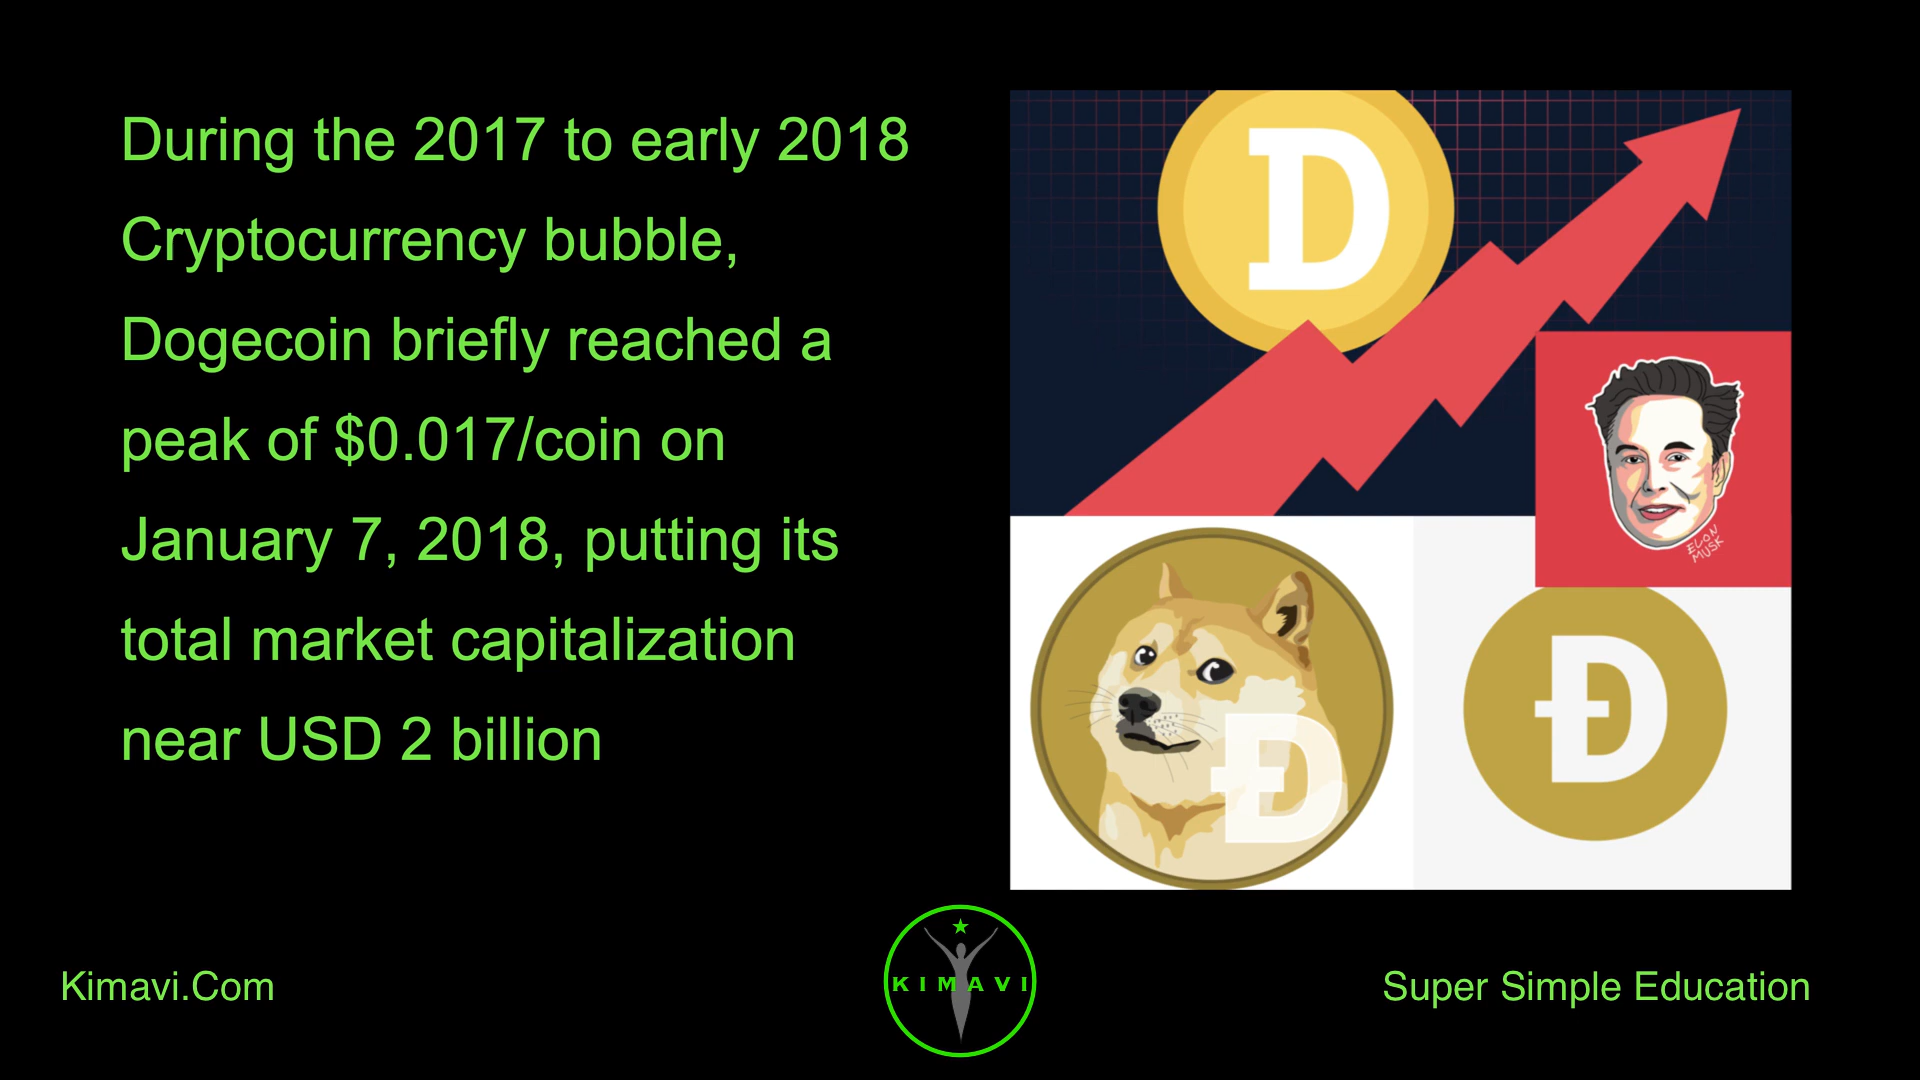 During the 2017 to early 2018
Cryptocurrency bubble,
Dogecoin briefly reached a
peak of $0.017/coin on
January 7, 2018, putting its
total market capitalization
near USD 2 billion
D
ELON
MUSK
Ð
Ð
Kimavi.Com
KIMAVI
Super Simple Education